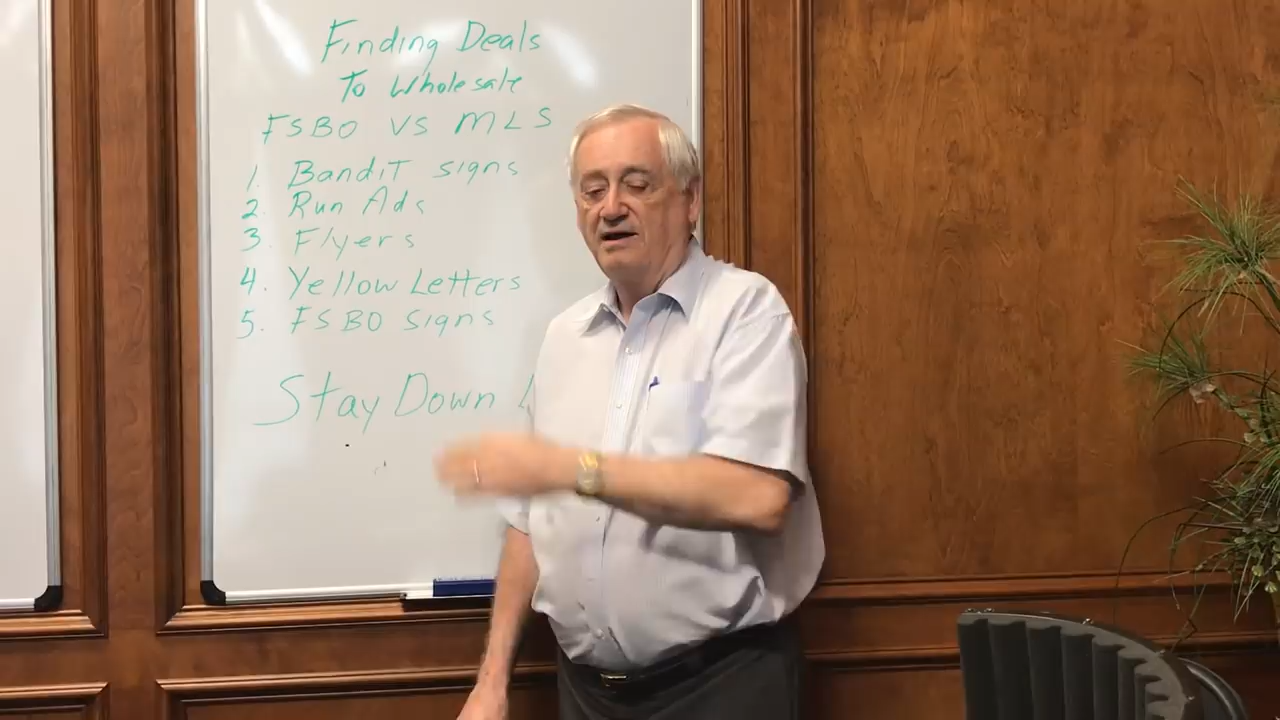 Finding Deals
To Wholesale
FSBO VS MLS
1. Bandit signs
2. Run Ads
3. Flyers
4. Yellow Letters
5. FSBO signs
Stay Down